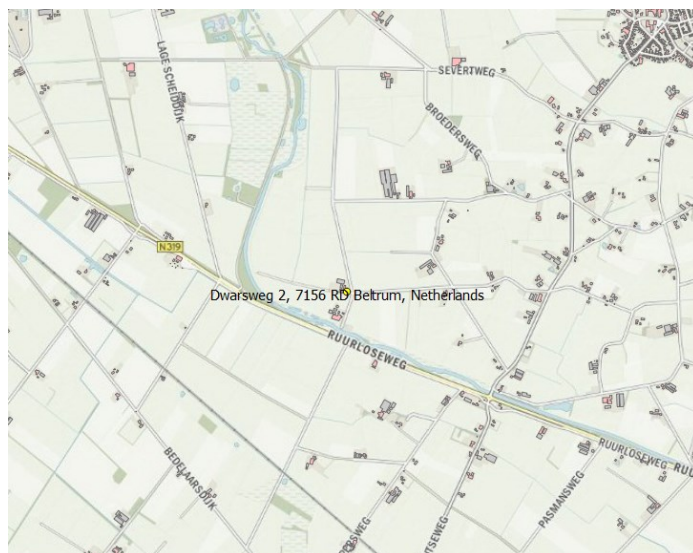 LAGE SCHEIDDIJK
SEVERTWEG
BROEDERSWEG
N319
Dwarsweg 2, 7156 RD Beltrum, Netherlands
RUURLOSEWEG
RUURLOSEWEG
BEDELAARSDIJK
PASMANSWEG